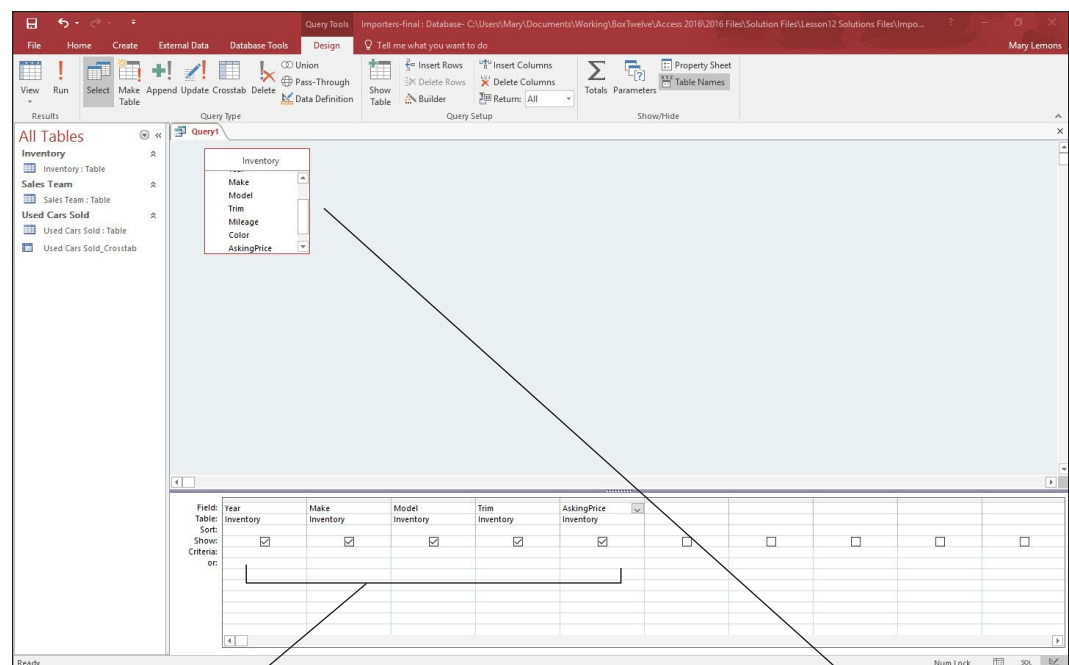 Query Tools
Importers-final : Database- C:\Users\Mary\Documents\Working\BoxTwelve\Access 2016\2016 Files\Solution Files\Lesson12 Solutions Files\Impo...
?
File Home Create External Data Database Tools Design Tell me what you want to do
Mary Lemons
View
Run
Select
Make Table
Append
Update
Crosstab
Delete
Union
Pass-Through
Data Definition
Show Table
Insert Rows
Delete Rows
Builder
Insert Columns
Delete Columns
Return: All
Totals
Parameters
Property Sheet
Table Names
Results
Query Type
Query Setup
Show/Hide
All Tables
Inventory
Inventory : Table
Sales Team
Sales Team : Table
Used Cars Sold
Used Cars Sold : Table
Used Cars Sold_Crosstab
Query1
Inventory
Year
Make
Model
Trim
Mileage
Color
AskingPrice
Field: Year Make Model Trim AskingPrice
Table: Inventory Inventory Inventory Inventory Inventory
Sort:
Show:
Criteria:
or:
Ready
Num Lock
SQL